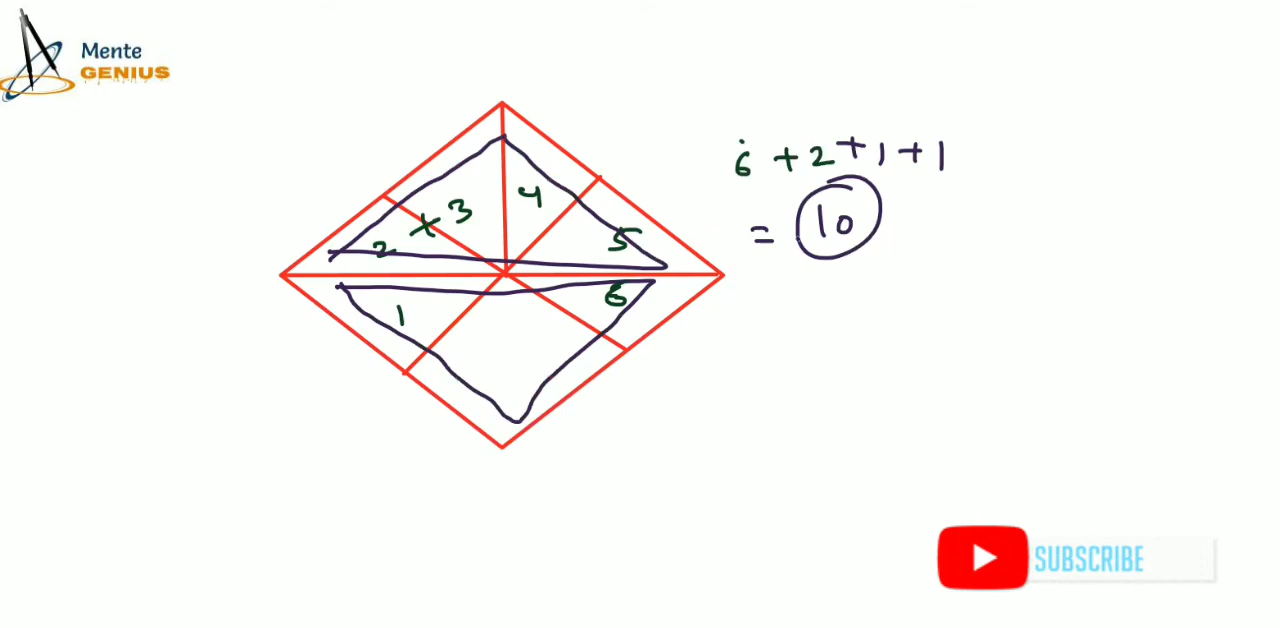 Mente
GENIUS
6 + 2 + 1 + 1
= 10
4
3
2
5
1
6
SUBSCRIBE